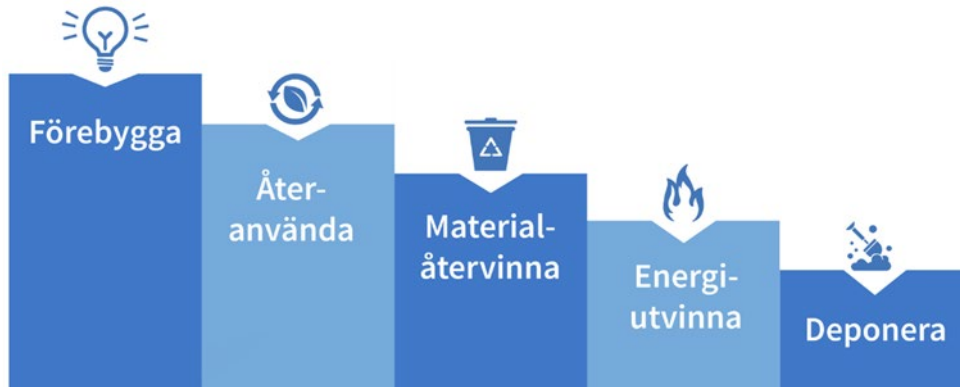 Förebygga
Åter-
använda
Material-
återvinna
Energi-
utvinna
Deponera